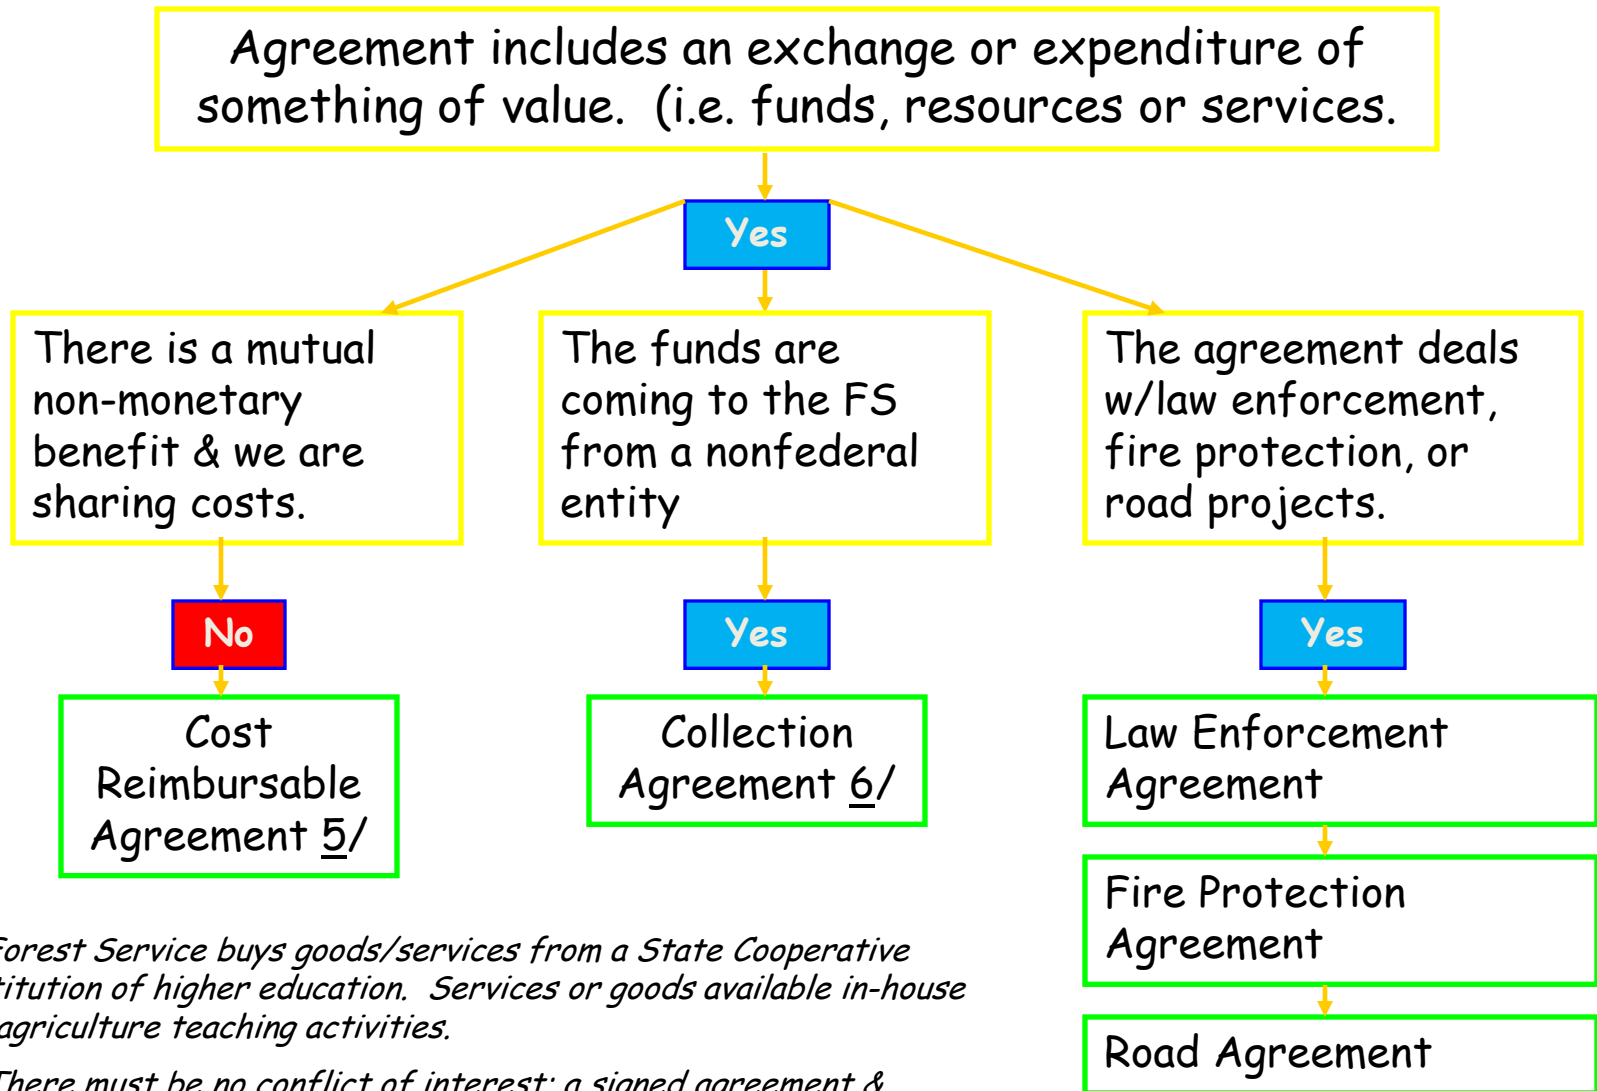 Agreement includes an exchange or expenditure of
something of value. (i.e. funds, resources or services.
Yes
There is a mutual
non-monetary
benefit & we are
sharing costs.
The funds are
coming to the FS
from a nonfederal
entity
The agreement deals
w/law enforcement,
fire protection, or
road projects.
No
Yes
Yes
Cost
Reimbursable
Agreement 5/
Collection
Agreement 6/
Law Enforcement
Agreement
Fire Protection
Agreement
Road Agreement
Forest Service buys goods/services from a State Cooperative
titution of higher education. Services or goods available in-house
agriculture teaching activities.
There must be no conflict of interest; a signed agreement &